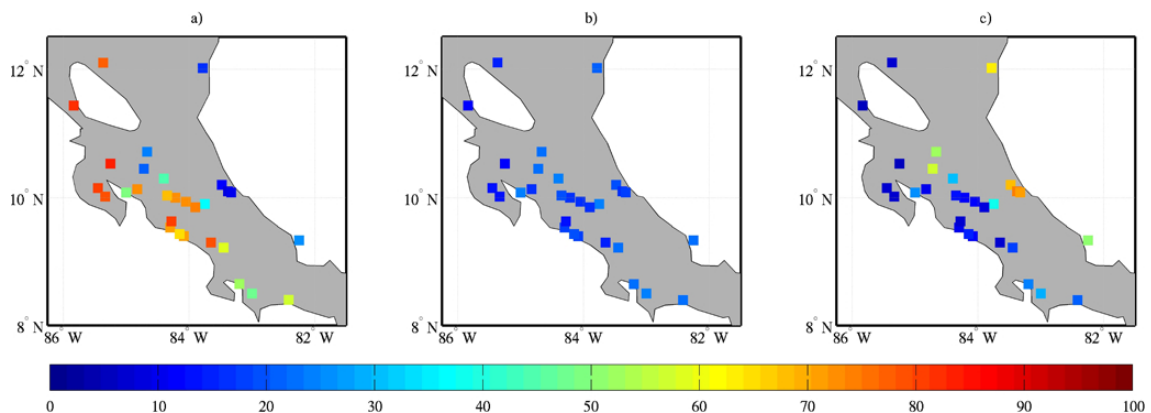 a) b) c)
12° N 12° N 12° N
10° N 10° N 10° N
8° N 8° N 8° N
86° W 84° W 82° W 86° W 84° W 82° W 86° W 84° W 82° W
0 10 20 30 40 50 60 70 80 90 100